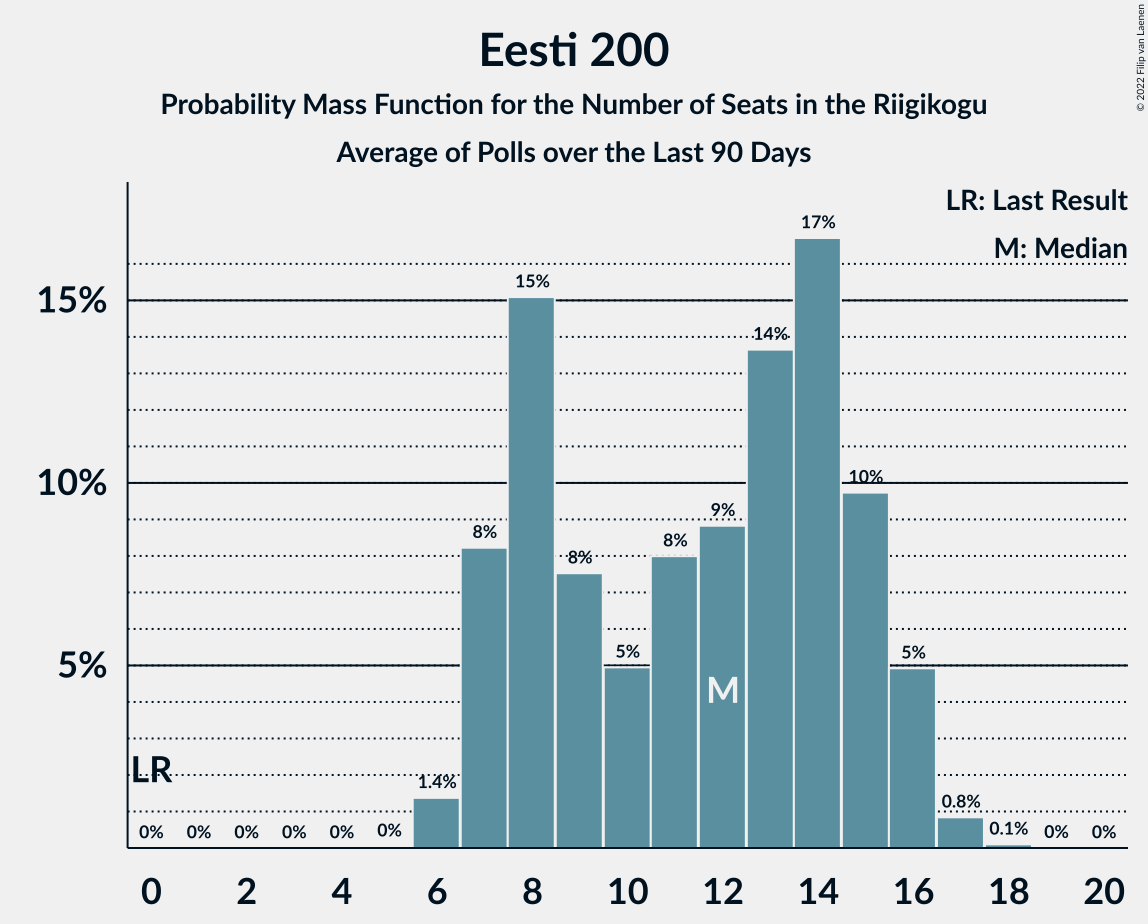 Eesti 200
Probability Mass Function for the Number of Seats in the Riigikogu
Average of Polls over the Last 90 Days
© 2022 Filip van Laenen
LR: Last Result
M: Median
17%
15%
15%
14%
10%
10%
9%
8%
8%
8%
5%
5%
5%
M
LR
1.4%
0.8%
0% 0% 0% 0% 0% 0% 0.1% 0% 0%
0 2 4 6 8 10 12 14 16 18 20